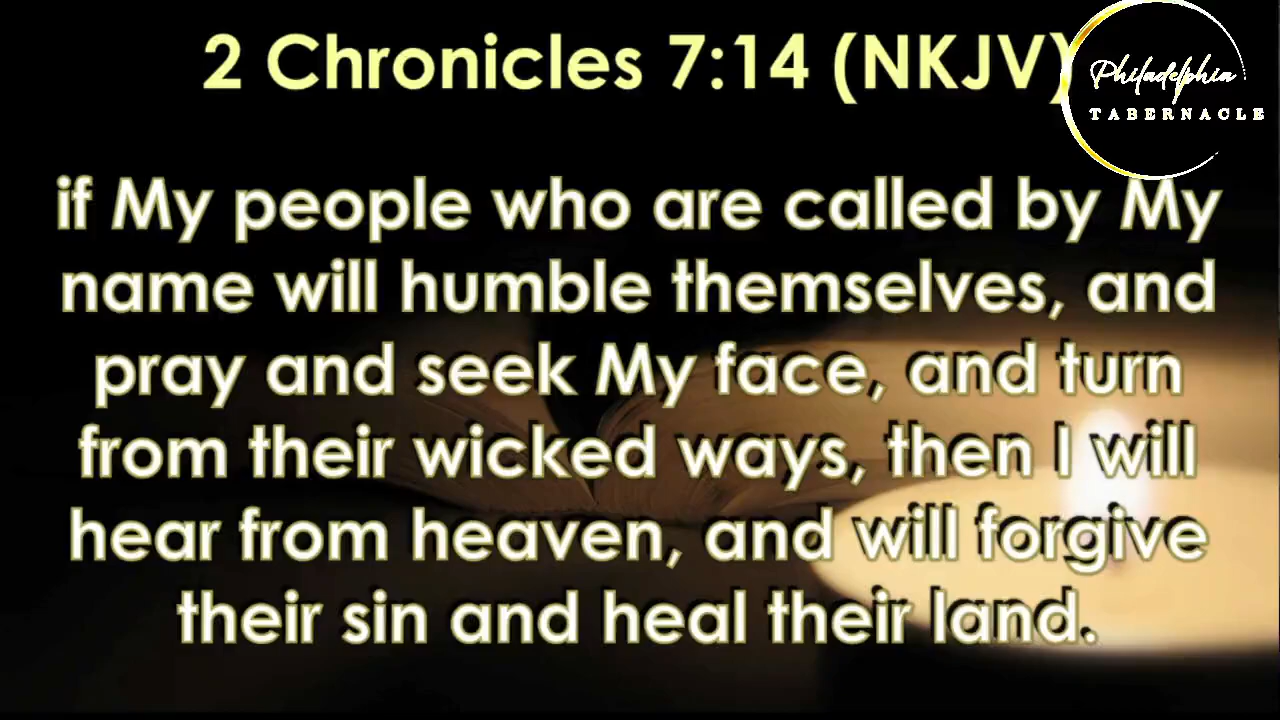 2 Chronicles 7:14 (NKJV)
Philadelphia
TABERNACLE
if My people who are called by My
name will humble themselves, and
pray and seek My face, and turn
from their wicked ways, then I will
hear from heaven, and will forgive
their sin and heal their land.